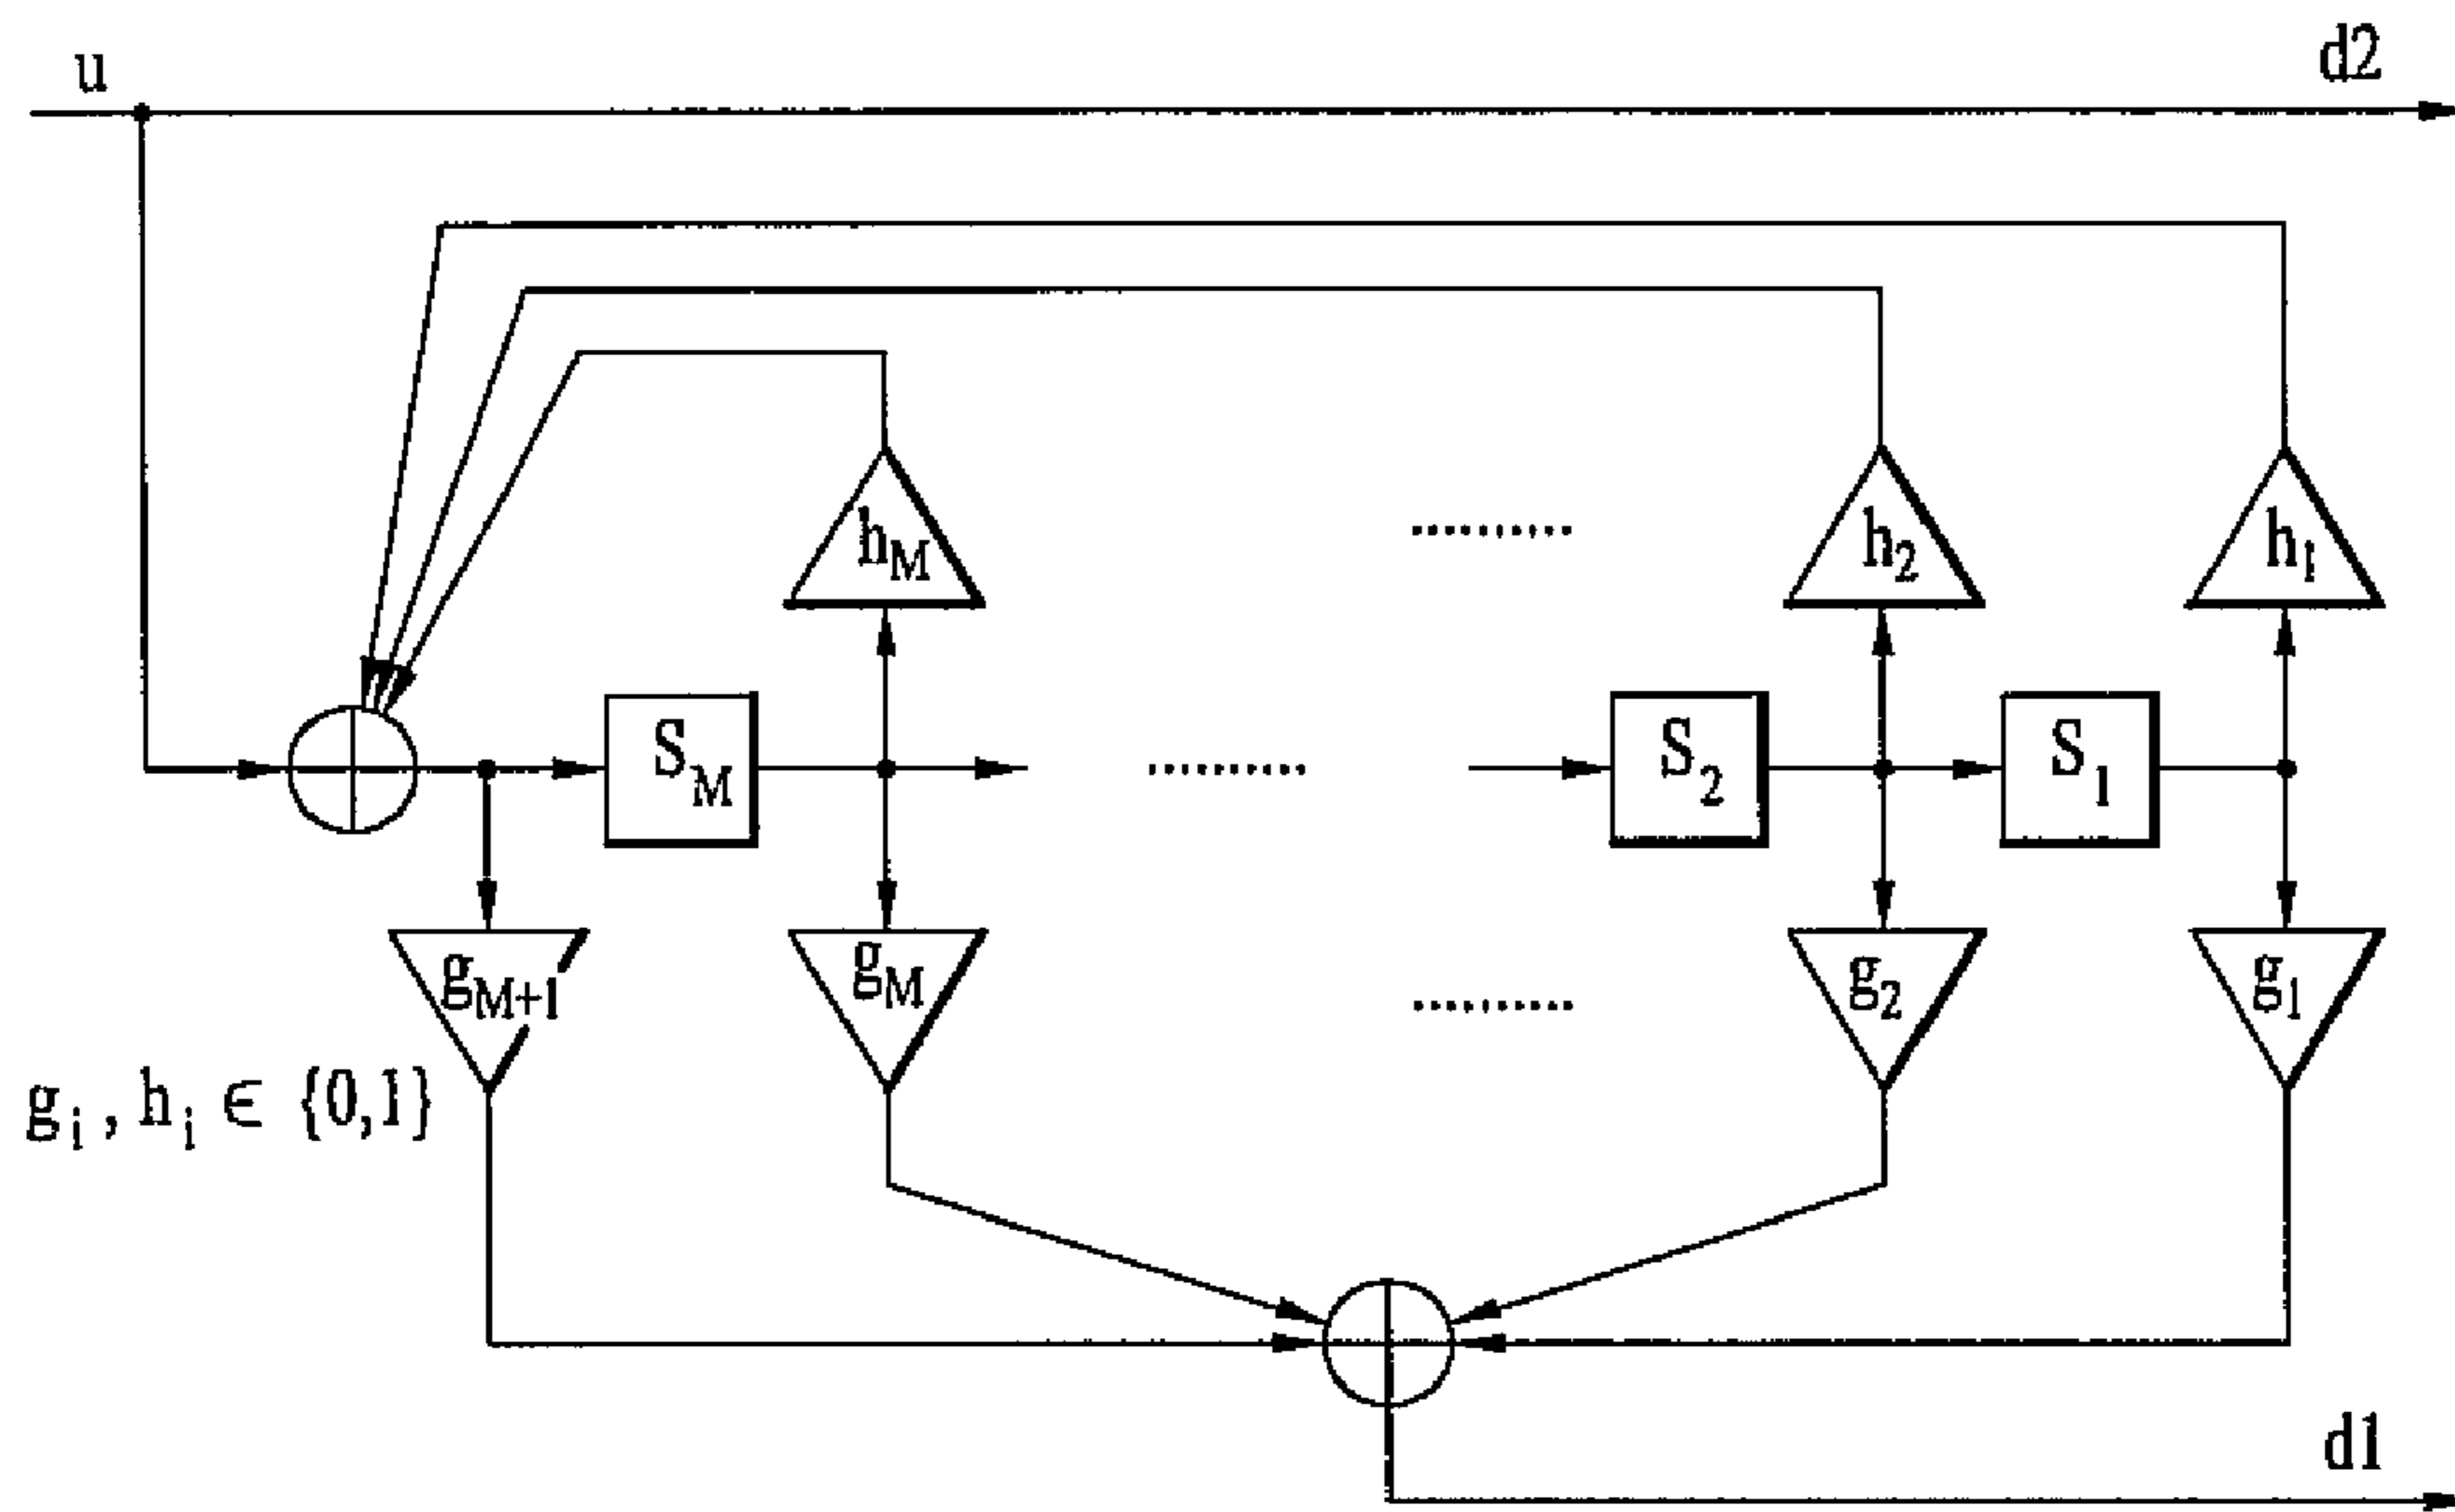 u d2
h_M h_2 h_1
S_M S_2 S_1
g_{M+1} g_M g_2 g_1
g_i, h_i ∈ {0,1}
d1